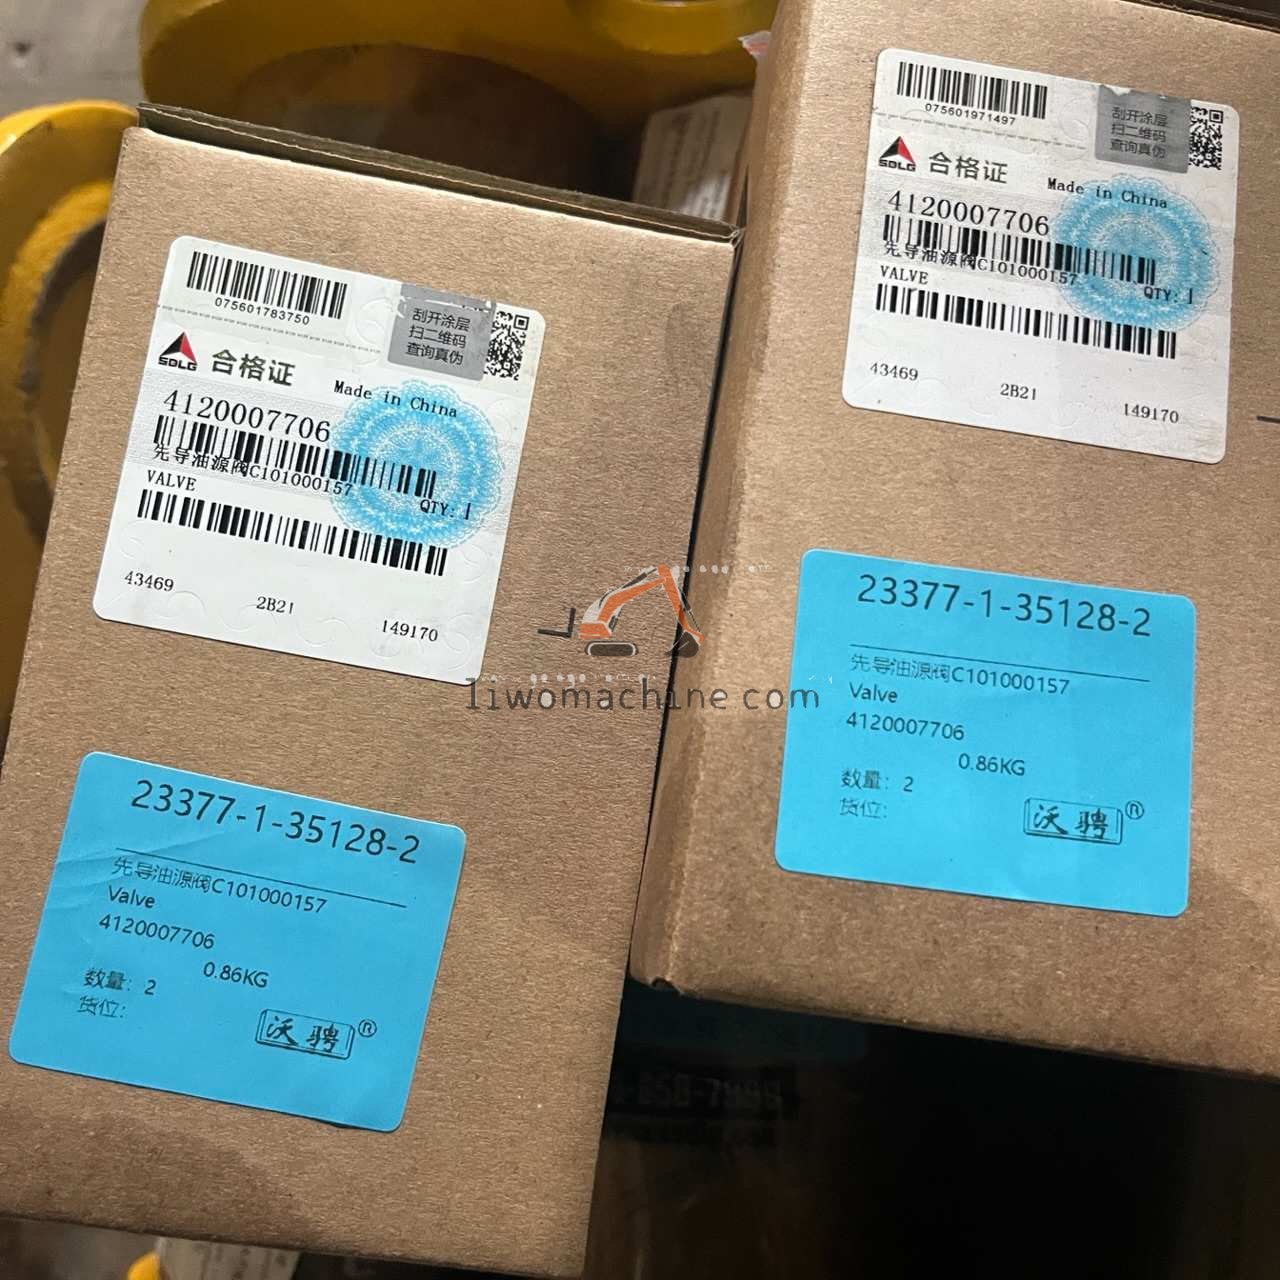 075601783750
刮开涂层
扫二维码
查询真伪
SDLG 合格证
Made in China
4120007706
先导油源阀C101000157
VALVE
QTY: 1
43469 2B21 149170
23377-1-35128-2
先导油源阀C101000157
Valve
4120007706
0.86KG
数量: 2
货位:
沃骋®
075601971497
刮开涂层
扫二维码
查询真伪
SDLG 合格证
Made in China
4120007706
先导油源阀C101000157
VALVE
QTY: 1
43469 2B21 149170
23377-1-35128-2
先导油源阀C101000157
Valve
4120007706
0.86KG
数量: 2
货位:
沃骋®
liwomachine.com